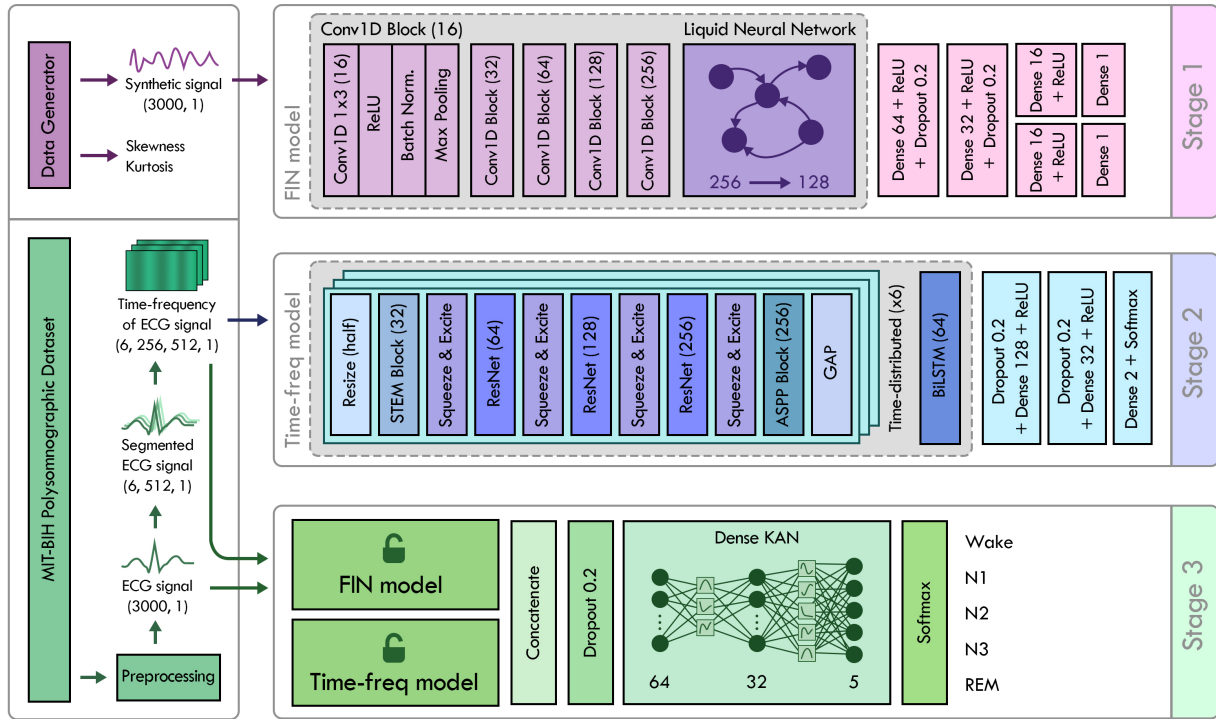 Data Generator
Synthetic signal
(3000, 1)
Skewness
Kurtosis
FIN model
Conv1D Block (16)
Conv1D 1x3 (16)
ReLU
Batch Norm.
Max Pooling
Conv1D Block (32)
Conv1D Block (64)
Conv1D Block (128)
Conv1D Block (256)
Liquid Neural Network
256
128
Dense 64 + ReLU
+ Dropout 0.2
Dense 32 + ReLU
+ Dropout 0.2
Dense 16
+ ReLU
Dense 1
Dense 16
+ ReLU
Dense 1
Stage 1
MIT-BIH Polysomnographic Dataset
Time-frequency
of ECG signal
(6, 256, 512, 1)
Segmented
ECG signal
(6, 512, 1)
ECG signal
(3000, 1)
Preprocessing
Time-freq model
Resize (half)
STEM Block (32)
Squeeze & Excite
ResNet (64)
Squeeze & Excite
ResNet (128)
Squeeze & Excite
ResNet (256)
Squeeze & Excite
ASPP Block (256)
GAP
Time-distributed (x6)
BiLSTM (64)
Dropout 0.2
+ Dense 128 + ReLU
Dropout 0.2
+ Dense 32 + ReLU
Dense 2 + Softmax
Stage 2
FIN model
Time-freq model
Concatenate
Dropout 0.2
Dense KAN
64
32
5
Softmax
Wake
N1
N2
N3
REM
Stage 3